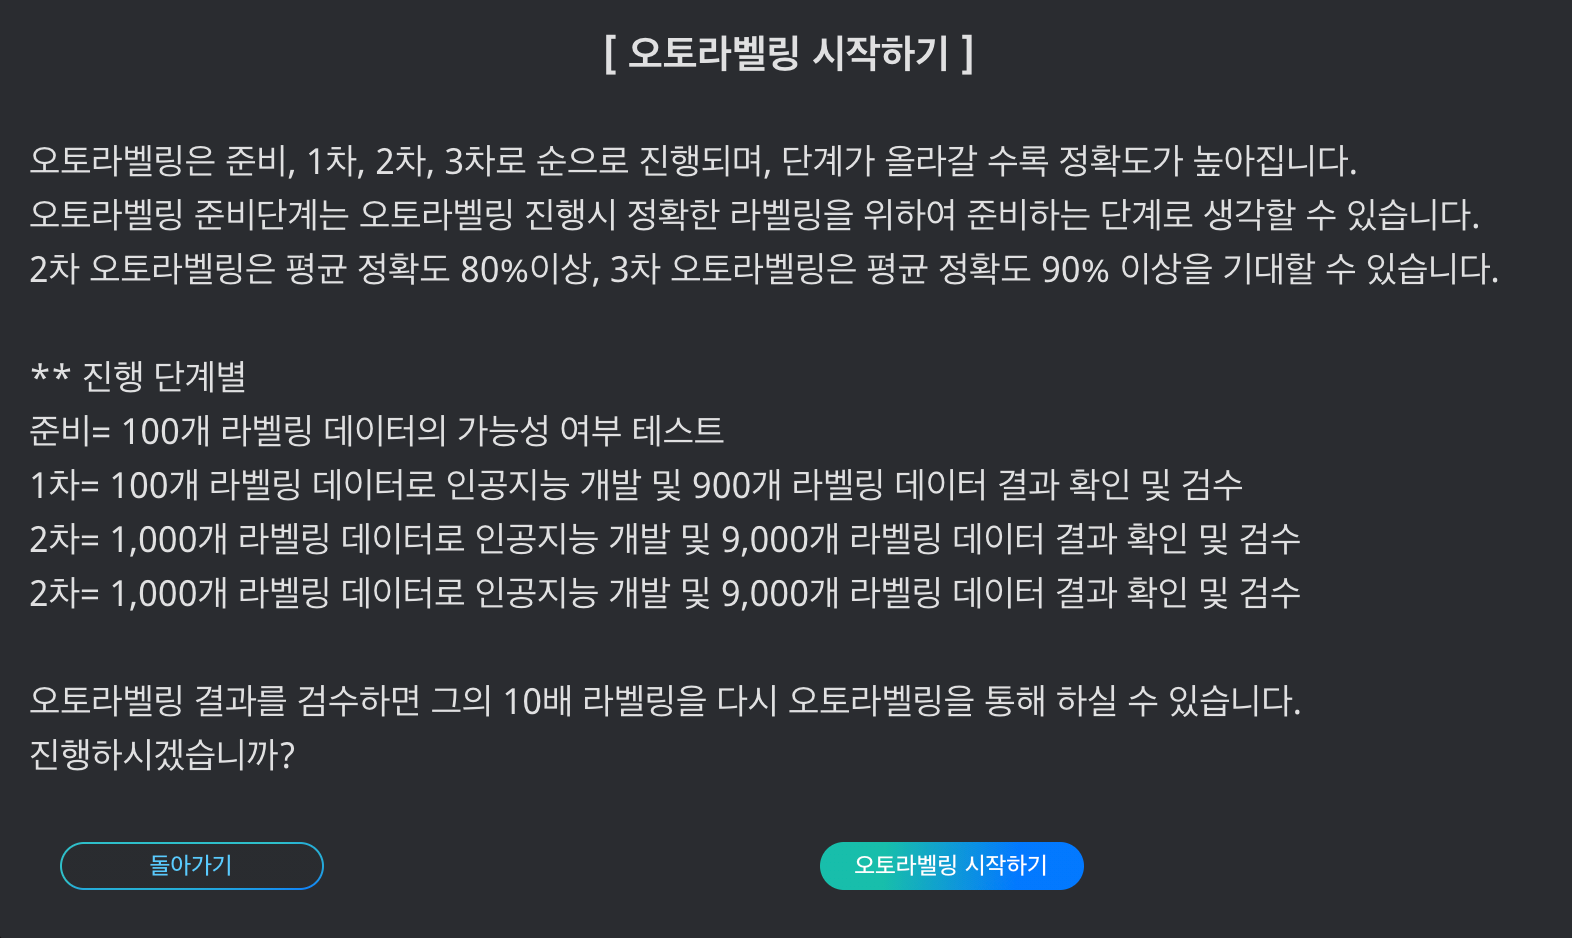 [ 오토라벨링 시작하기 ]
오토라벨링은 준비, 1차, 2차, 3차로 순으로 진행되며, 단계가 올라갈 수록 정확도가 높아집니다.
오토라벨링 준비단계는 오토라벨링 진행시 정확한 라벨링을 위하여 준비하는 단계로 생각할 수 있습니다.
2차 오토라벨링은 평균 정확도 80%이상, 3차 오토라벨링은 평균 정확도 90% 이상을 기대할 수 있습니다.
** 진행 단계별
준비= 100개 라벨링 데이터의 가능성 여부 테스트
1차= 100개 라벨링 데이터로 인공지능 개발 및 900개 라벨링 데이터 결과 확인 및 검수
2차= 1,000개 라벨링 데이터로 인공지능 개발 및 9,000개 라벨링 데이터 결과 확인 및 검수
2차= 1,000개 라벨링 데이터로 인공지능 개발 및 9,000개 라벨링 데이터 결과 확인 및 검수
오토라벨링 결과를 검수하면 그의 10배 라벨링을 다시 오토라벨링을 통해 하실 수 있습니다.
진행하시겠습니까?
돌아가기
오토라벨링 시작하기